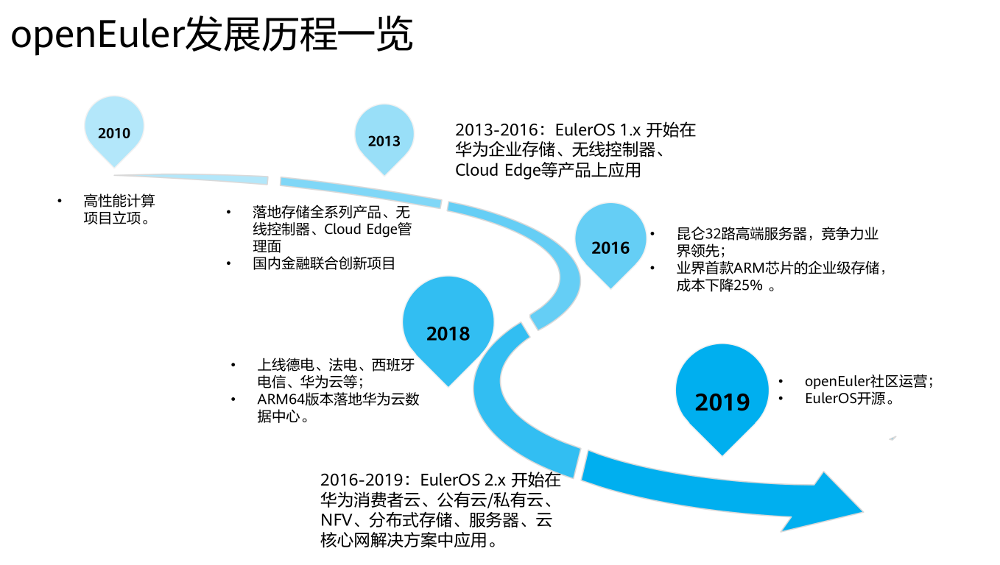 openEuler发展历程一览
2010
• 高性能计算
项目立项。
2013
• 落地存储全系列产品、无
线控制器、Cloud Edge管
理面
• 国内金融联合创新项目
2013-2016：EulerOS 1.x 开始在
华为企业存储、无线控制器、
Cloud Edge等产品上应用
2016
• 昆仑32路高端服务器，竞争力业
界领先；
• 业界首款ARM芯片的企业级存储，
成本下降25% 。
2018
• 上线德电、法电、西班牙
电信、华为云等；
• ARM64版本落地华为云数
据中心。
2019
• openEuler社区运营；
• EulerOS开源。
2016-2019：EulerOS 2.x 开始在
华为消费者云、公有云/私有云、
NFV、分布式存储、服务器、云
核心网解决方案中应用。